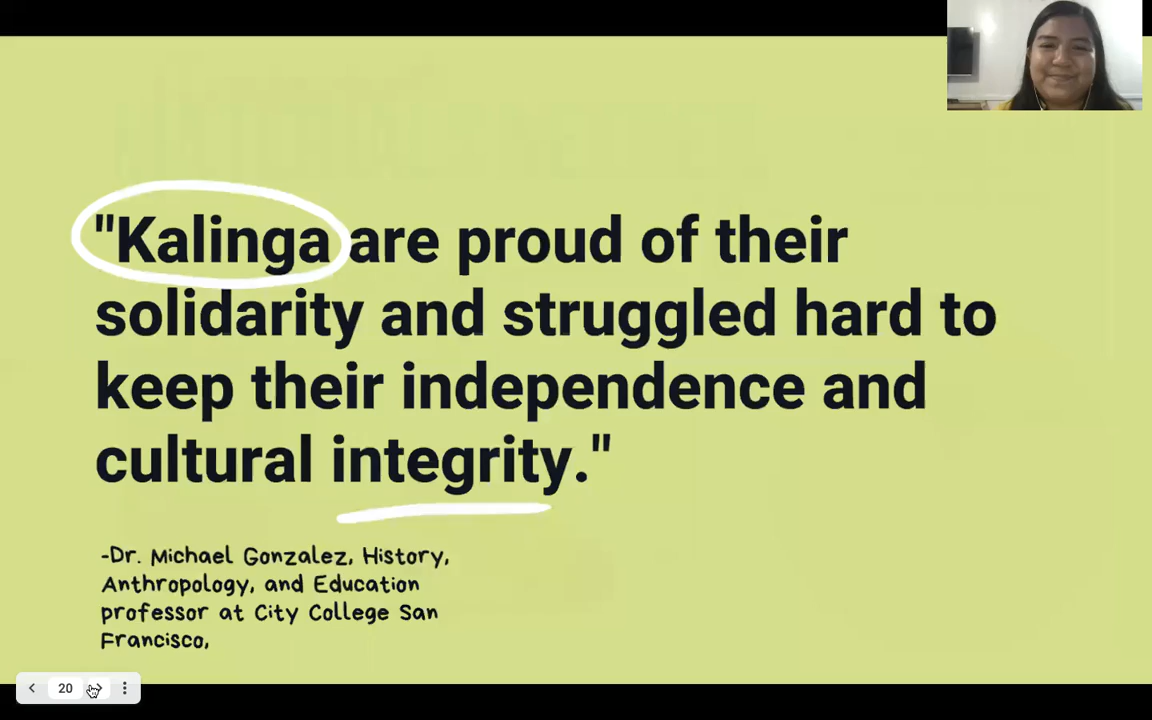 "Kalinga are proud of their
solidarity and struggled hard to
keep their independence and
cultural integrity."
-Dr. Michael Gonzalez, History,
Anthropology, and Education
professor at City College San
Francisco,
20